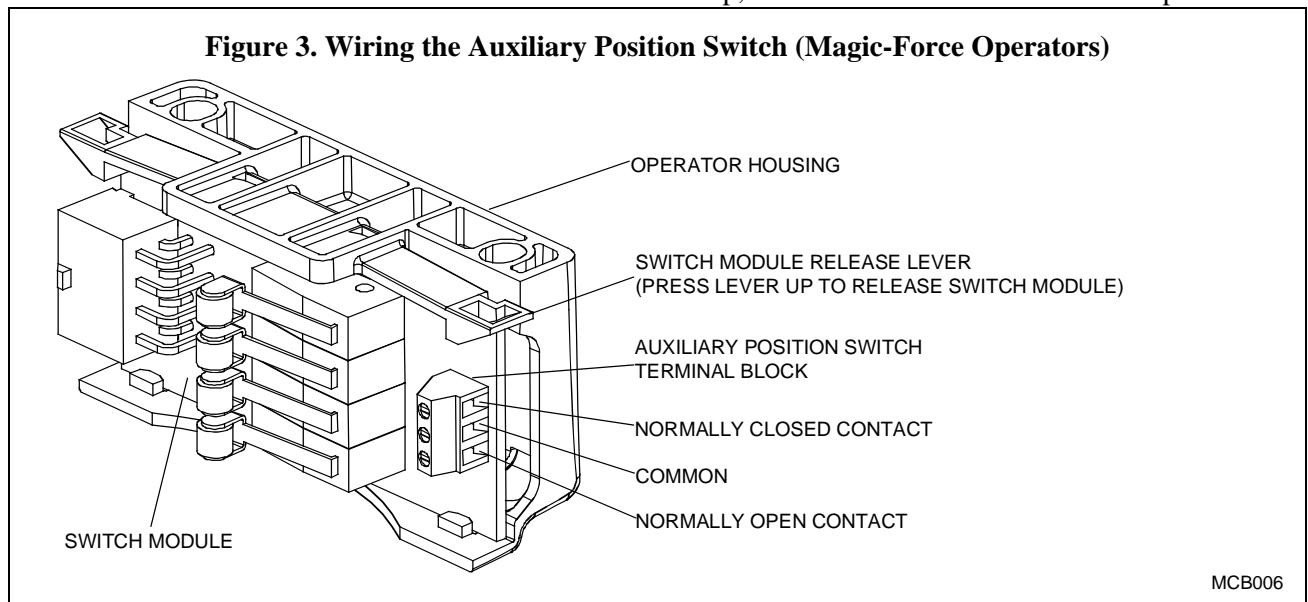 Figure 3. Wiring the Auxiliary Position Switch (Magic-Force Operators)
OPERATOR HOUSING
SWITCH MODULE RELEASE LEVER
(PRESS LEVER UP TO RELEASE SWITCH MODULE)
AUXILIARY POSITION SWITCH
TERMINAL BLOCK
NORMALLY CLOSED CONTACT
COMMON
NORMALLY OPEN CONTACT
SWITCH MODULE
MCB006